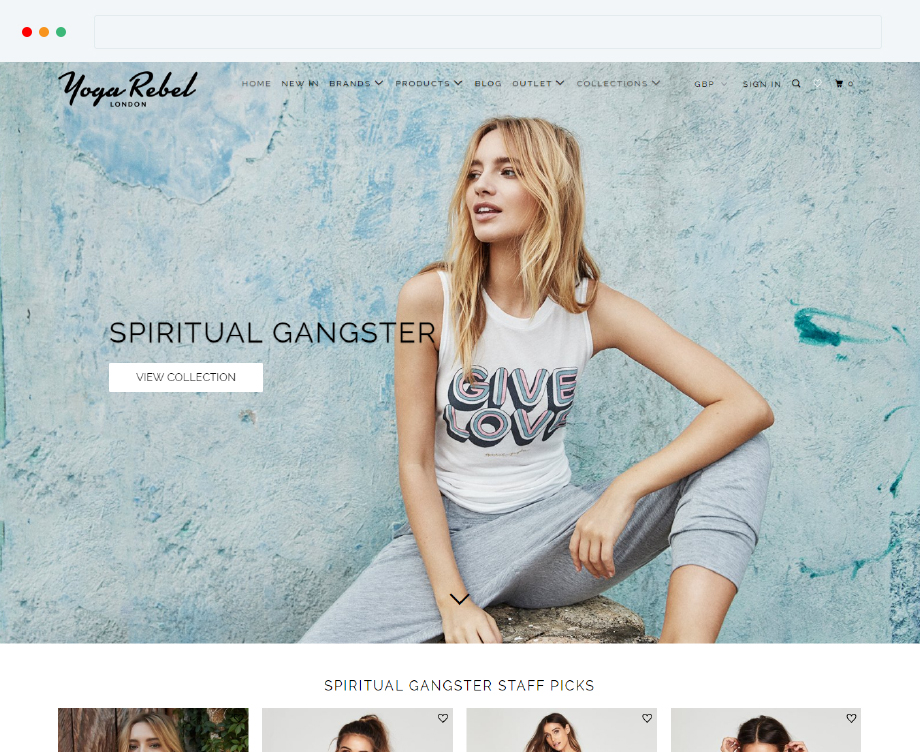 Yoga Rebel
LONDON
HOME NEW IN BRANDS PRODUCTS BLOG OUTLET COLLECTIONS GBP SIGN IN 0
SPIRITUAL GANGSTER
VIEW COLLECTION
GIVE
LOVE
SPIRITUAL GANGSTER STAFF PICKS